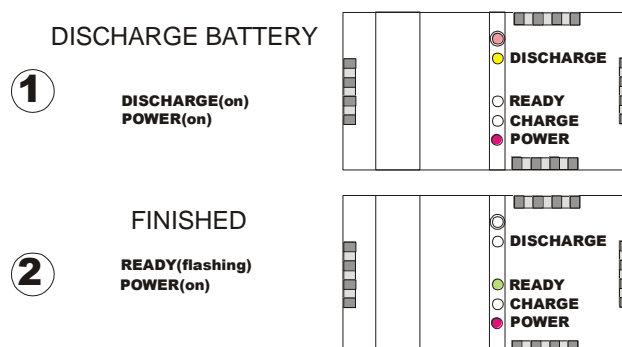 DISCHARGE BATTERY
1
DISCHARGE(on)
POWER(on)
DISCHARGE
READY
CHARGE
POWER
FINISHED
2
READY(flashing)
POWER(on)
DISCHARGE
READY
CHARGE
POWER